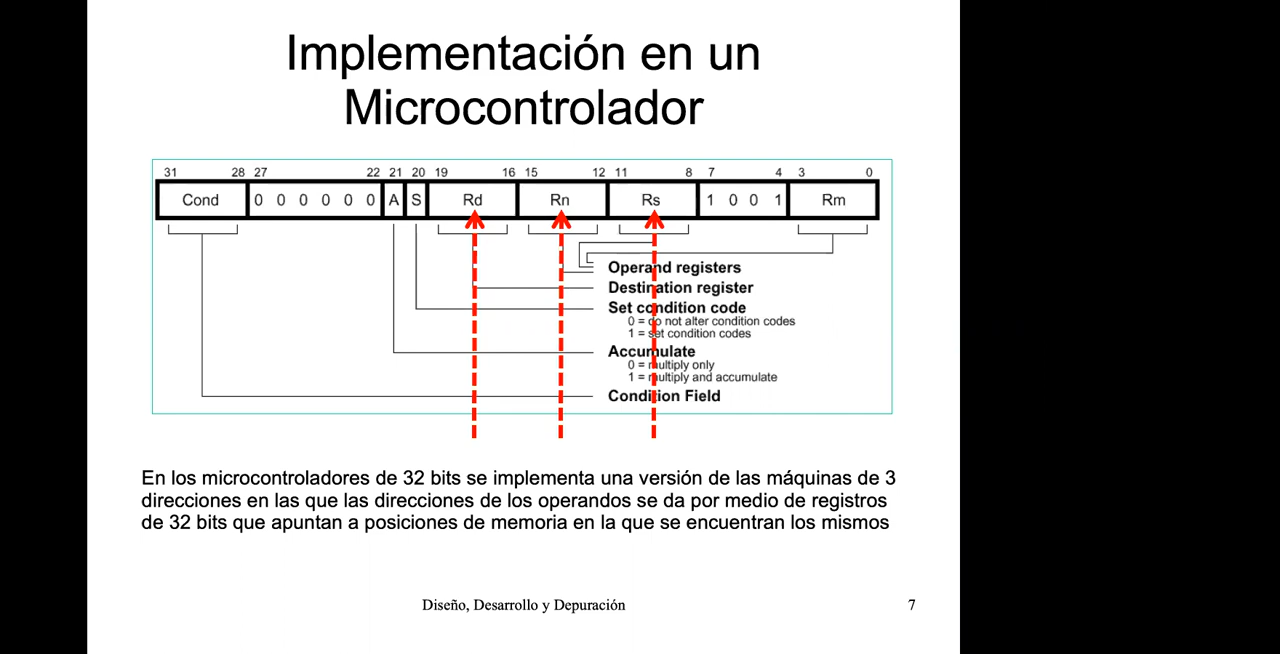 Implementación en un
Microcontrolador
31 28 27 22 21 20 19 16 15 12 11 8 7 4 3 0
Cond 0 0 0 0 0 0 A S Rd Rn Rs 1 0 0 1 Rm
Operand registers
Destination register
Set condition code
0 = do not alter condition codes
1 = set condition codes
Accumulate
0 = multiply only
1 = multiply and accumulate
Condition Field
En los microcontroladores de 32 bits se implementa una versión de las máquinas de 3
direcciones en las que las direcciones de los operandos se da por medio de registros
de 32 bits que apuntan a posiciones de memoria en la que se encuentran los mismos
Diseño, Desarrollo y Depuración 7